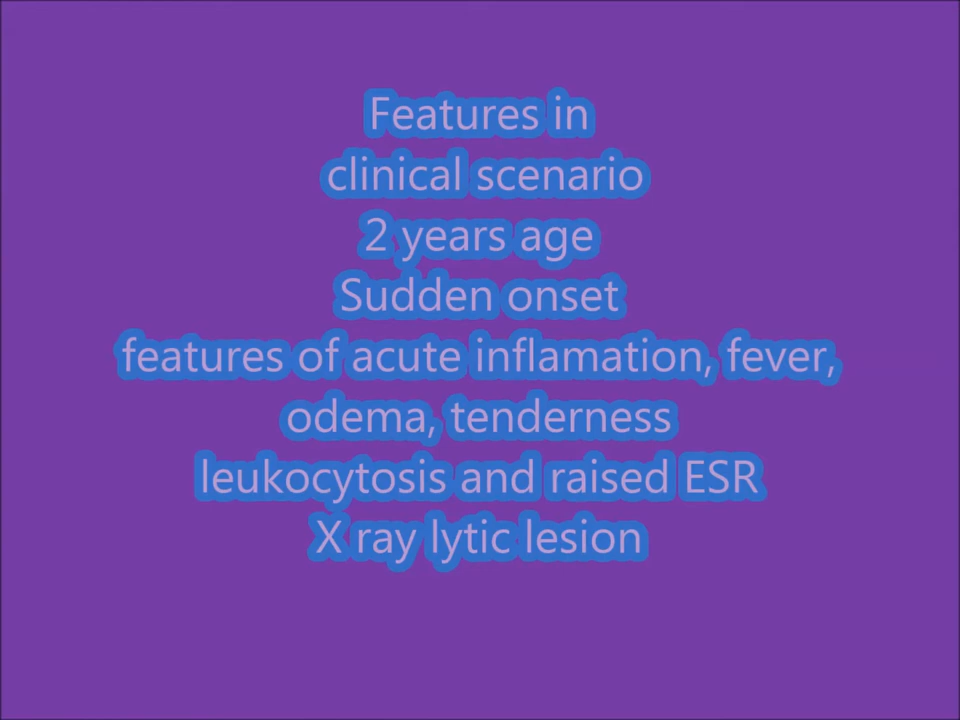 Features in
clinical scenario
2 years age
Sudden onset
features of acute inflamation, fever,
odema, tenderness
leukocytosis and raised ESR
X ray lytic lesion